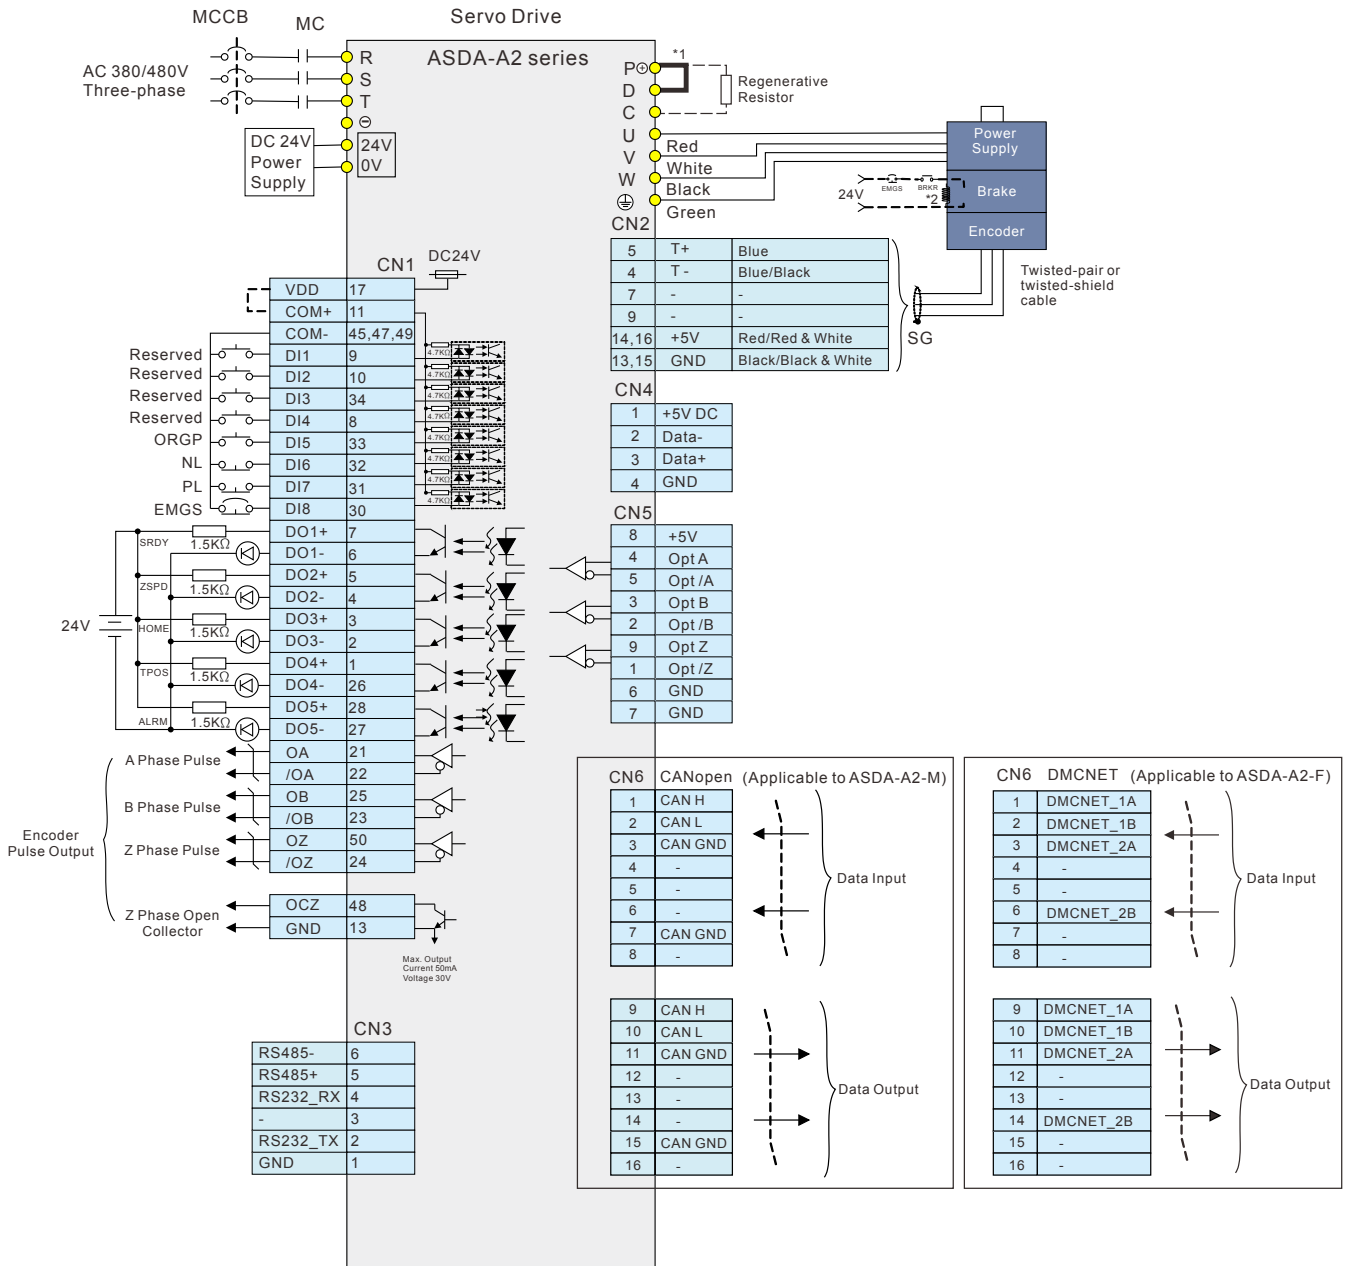 MCCB
MC
Servo Drive
ASDA-A2 series
AC 380/480V
Three-phase
R
S
T
⊖
DC 24V
Power
Supply
24V
0V
P⊕
D
C
U
V
W
*1
Regenerative
Resistor
Red
White
Black
Green
Power
Supply
Brake
Encoder
24V
EMGS
BRKR
*2
Twisted-pair or
twisted-shield
cable
SG
CN2
5 T+ Blue
4 T- Blue/Black
7 - -
9 - -
14,16 +5V Red/Red & White
13,15 GND Black/Black & White
CN4
1 +5V DC
2 Data-
3 Data+
4 GND
CN5
8 +5V
4 Opt A
5 Opt /A
3 Opt B
2 Opt /B
9 Opt Z
1 Opt /Z
6 GND
7 GND
CN1
DC24V
VDD 17
COM+ 11
COM- 45,47,49
Reserved DI1 9 4.7KΩ
Reserved DI2 10 4.7KΩ
Reserved DI3 34 4.7KΩ
Reserved DI4 8 4.7KΩ
ORGP DI5 33 4.7KΩ
NL DI6 32 4.7KΩ
PL DI7 31 4.7KΩ
EMGS DI8 30 4.7KΩ
24V
SRDY 1.5KΩ DO1+ 7
DO1- 6
ZSPD 1.5KΩ DO2+ 5
DO2- 4
HOME 1.5KΩ DO3+ 3
DO3- 2
TPOS 1.5KΩ DO4+ 1
DO4- 26
ALRM 1.5KΩ DO5+ 28
DO5- 27
Encoder
Pulse Output
A Phase Pulse
OA 21
/OA 22
B Phase Pulse
OB 25
/OB 23
Z Phase Pulse
OZ 50
/OZ 24
Z Phase Open
Collector
OCZ 48
GND 13
Max. Output
Current 50mA
Voltage 30V
CN3
RS485- 6
RS485+ 5
RS232_RX 4
- 3
RS232_TX 2
GND 1
CN6 CANopen (Applicable to ASDA-A2-M)
1 CAN H
2 CAN L
3 CAN GND
4 -
5 -
6 -
7 CAN GND
8 -
Data Input
9 CAN H
10 CAN L
11 CAN GND
12 -
13 -
14 -
15 CAN GND
16 -
Data Output
CN6 DMCNET (Applicable to ASDA-A2-F)
1 DMCNET_1A
2 DMCNET_1B
3 DMCNET_2A
4 -
5 -
6 DMCNET_2B
7 -
8 -
Data Input
9 DMCNET_1A
10 DMCNET_1B
11 DMCNET_2A
12 -
13 -
14 DMCNET_2B
15 -
16 -
Data Output